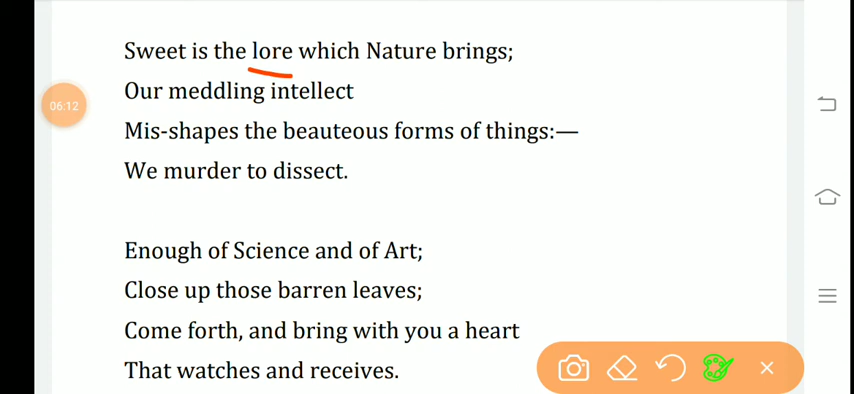 Sweet is the lore which Nature brings;
Our meddling intellect
06:12
Mis-shapes the beauteous forms of things:—
We murder to dissect.
Enough of Science and of Art;
Close up those barren leaves;
Come forth, and bring with you a heart
That watches and receives.